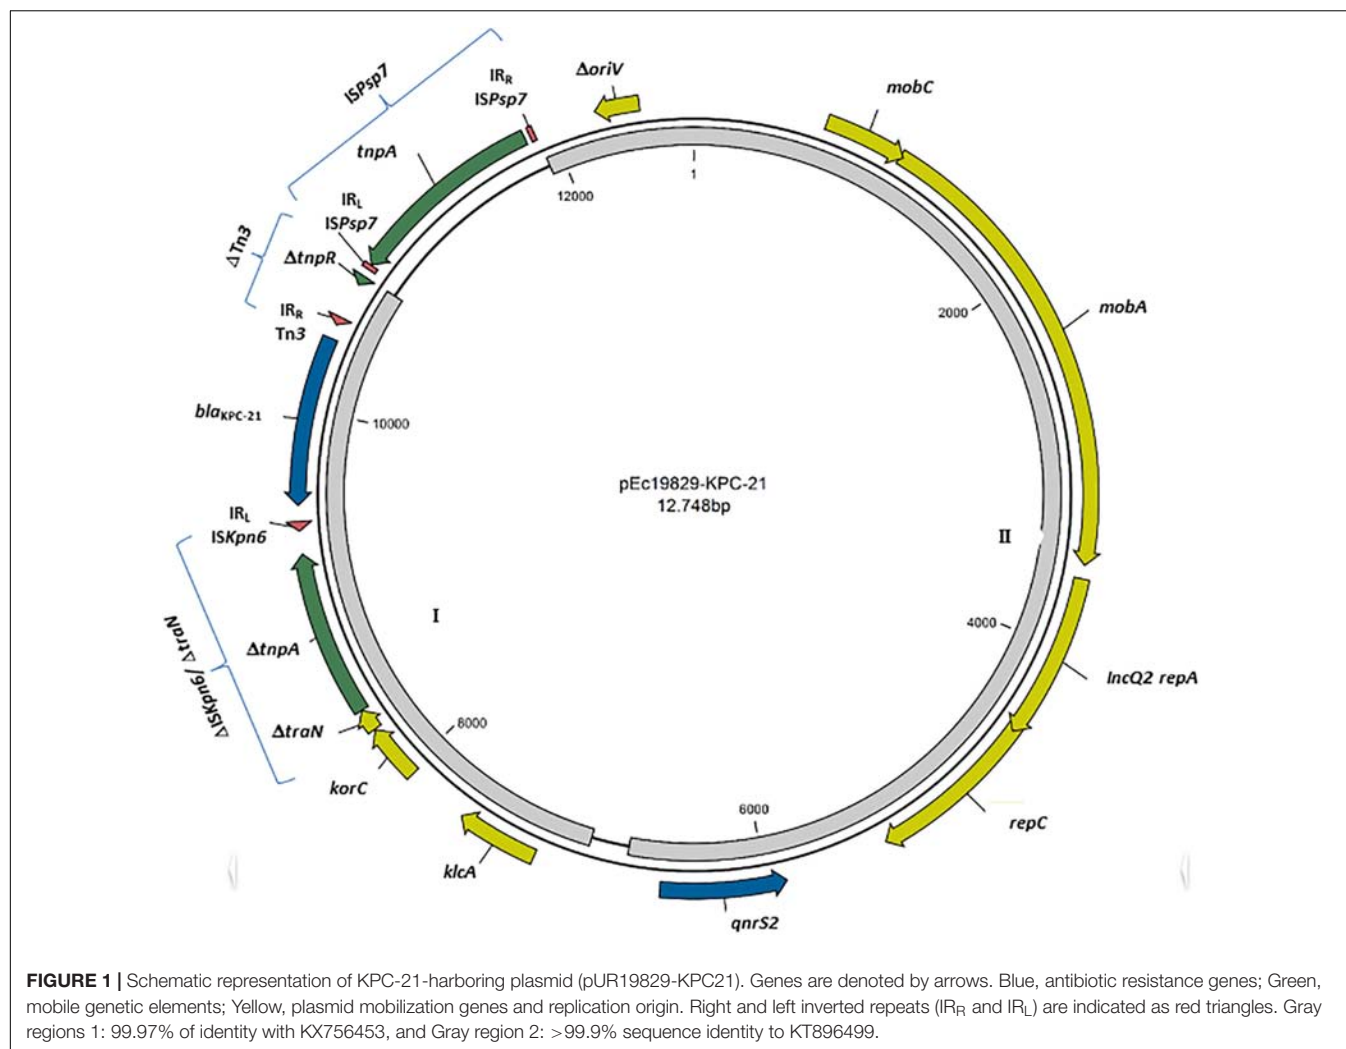 ISPsp7
IRR
ISPsp7
ΔoriV
mobC
tnpA
12000
1
IRL
ISPsp7
ΔTn3
ΔtnpR
2000
mobA
IRR
Tn3
blaKPC-21
10000
pEc19829-KPC-21
12.748bp
IRL
ISKpn6
II
I
4000
ΔtnpA
IncQ2 repA
ΔISKpn6/ΔtraN
ΔtraN
8000
korC
6000
repC
klcA
qnrS2
FIGURE 1 | Schematic representation of KPC-21-harboring plasmid (pUR19829-KPC21). Genes are denoted by arrows. Blue, antibiotic resistance genes; Green,
mobile genetic elements; Yellow, plasmid mobilization genes and replication origin. Right and left inverted repeats (IRR and IRL) are indicated as red triangles. Gray
regions 1: 99.97% of identity with KX756453, and Gray region 2: >99.9% sequence identity to KT896499.